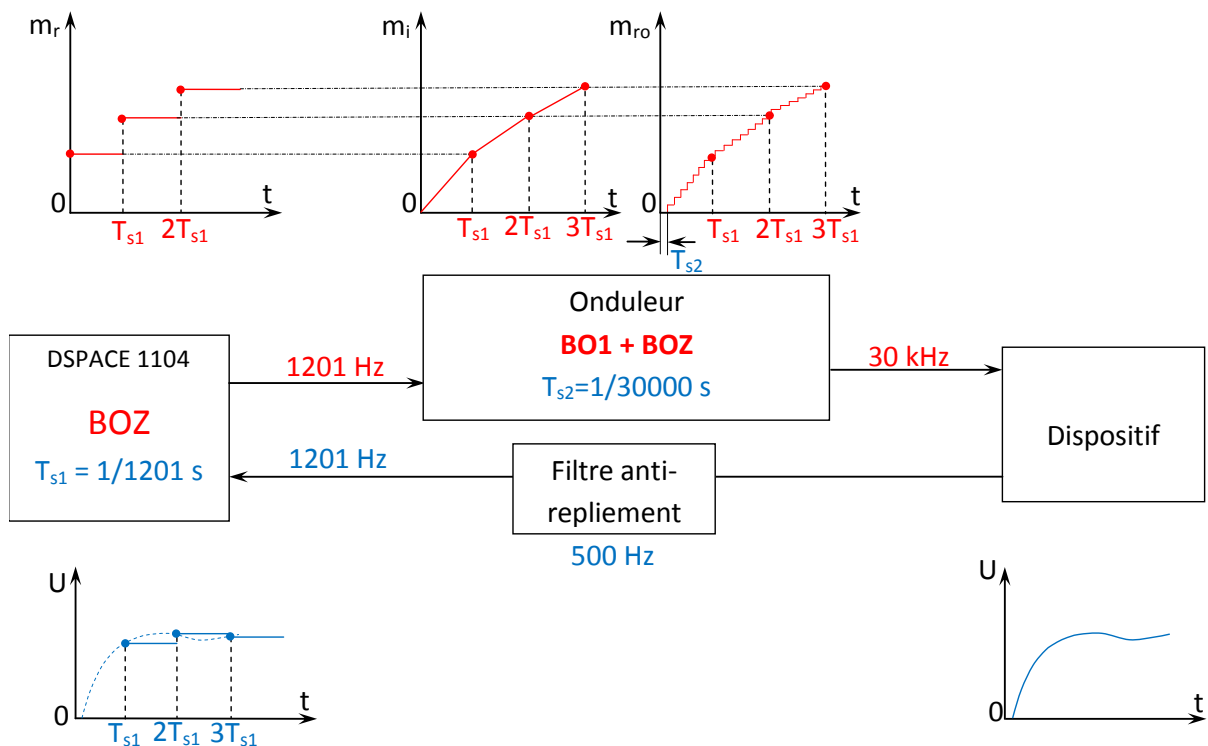 m_r
0
t
T_s1
2T_s1
m_i
0
t
T_s1
2T_s1
3T_s1
m_ro
0
t
T_s1
2T_s1
3T_s1
T_s2
DSPACE 1104
BOZ
T_s1 = 1/1201 s
1201 Hz
Onduleur
BO1 + BOZ
T_s2=1/30000 s
30 kHz
Dispositif
1201 Hz
Filtre anti-
repliement
500 Hz
U
0
t
T_s1
2T_s1
3T_s1
U
0
t